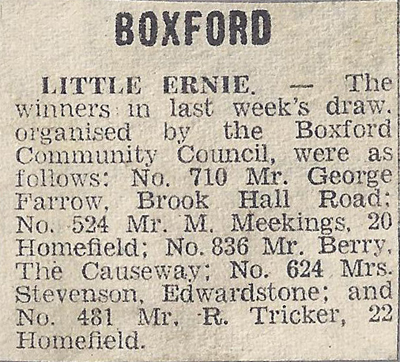 BOXFORD
LITTLE ERNIE. — The
winners in last week's draw,
organised by the Boxford
Community Council, were as
follows: No. 710 Mr. George
Farrow, Brook Hall Road;
No. 524 Mr. M. Meekings, 20
Homefield; No. 836 Mr. Berry,
The Causeway; No. 624 Mrs.
Stevenson, Edwardstone; and
No. 481 Mr. R. Tricker, 22
Homefield.